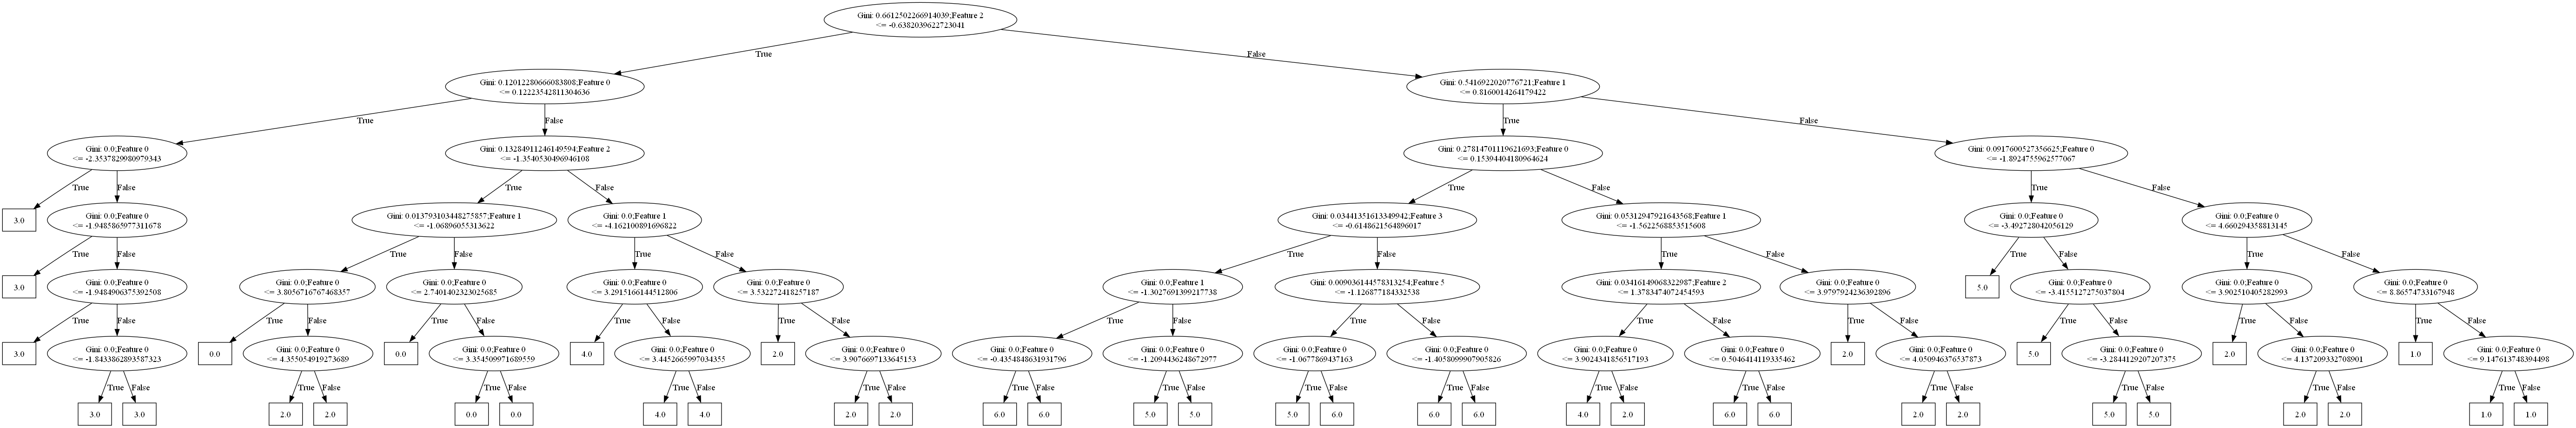 Gini: 0.6612502266914039;Feature 2
<= -0.6382039622723041
True
False
Gini: 0.12012280666083808;Feature 0
<= 0.12223542811304636
Gini: 0.5416922020776721;Feature 1
<= 0.8160014264179422
True
False
True
False
Gini: 0.0;Feature 0
<= -2.3537829980979343
Gini: 0.13284911246149594;Feature 2
<= -1.3540530496946108
Gini: 0.27814701119621693;Feature 0
<= 0.15394404180964624
Gini: 0.0917600527356625;Feature 0
<= -1.8924755962577067
True
False
True
False
True
False
True
False
3.0
Gini: 0.0;Feature 0
<= -1.9485865977311678
Gini: 0.013793103448275857;Feature 1
<= -1.06896055313622
Gini: 0.0;Feature 1
<= -4.162100891696822
Gini: 0.03441351613349942;Feature 3
<= -0.6148621564896017
Gini: 0.05312947921643568;Feature 1
<= -1.5622568853515608
Gini: 0.0;Feature 0
<= -3.492728042056129
Gini: 0.0;Feature 0
<= 4.660294358813145
True
False
True
False
True
False
True
False
True
False
True
False
True
False
3.0
Gini: 0.0;Feature 0
<= -1.9484906375392508
Gini: 0.0;Feature 0
<= 3.8056716767468357
Gini: 0.0;Feature 0
<= 2.7401402323025685
Gini: 0.0;Feature 0
<= 3.2915166144512806
Gini: 0.0;Feature 0
<= 3.532272418257187
Gini: 0.0;Feature 1
<= -1.3027691399217738
Gini: 0.009036144578313254;Feature 5
<= -1.126877184332538
Gini: 0.03416149068322987;Feature 2
<= 1.3783474072454593
Gini: 0.0;Feature 0
<= 3.9797924236392896
5.0
Gini: 0.0;Feature 0
<= -3.4155127275037804
Gini: 0.0;Feature 0
<= 3.902510405282993
Gini: 0.0;Feature 0
<= 8.86574733167948
True
False
True
False
True
False
True
False
True
False
True
False
True
False
True
False
True
False
True
False
True
False
True
False
3.0
Gini: 0.0;Feature 0
<= -1.8433862893587323
0.0
Gini: 0.0;Feature 0
<= 4.355054919273689
0.0
Gini: 0.0;Feature 0
<= 3.354509971689559
4.0
Gini: 0.0;Feature 0
<= 3.4452665997034355
2.0
Gini: 0.0;Feature 0
<= 3.9076697133645153
Gini: 0.0;Feature 0
<= -0.4354848631931796
Gini: 0.0;Feature 0
<= -1.2094436248672977
Gini: 0.0;Feature 0
<= -1.0677869437163
Gini: 0.0;Feature 0
<= -1.4058099907905826
Gini: 0.0;Feature 0
<= 3.9024341856517193
Gini: 0.0;Feature 0
<= 0.5046414119335462
2.0
Gini: 0.0;Feature 0
<= 4.050946376537873
5.0
Gini: 0.0;Feature 0
<= -3.2844129207207375
2.0
Gini: 0.0;Feature 0
<= 4.137209332708901
1.0
Gini: 0.0;Feature 0
<= 9.147613748394498
True
False
True
False
True
False
True
False
True
False
True
False
True
False
True
False
True
False
True
False
True
False
True
False
True
False
True
False
True
False
3.0
3.0
2.0
2.0
0.0
0.0
4.0
4.0
2.0
2.0
6.0
6.0
5.0
5.0
5.0
6.0
6.0
6.0
4.0
2.0
6.0
6.0
2.0
2.0
5.0
5.0
2.0
2.0
1.0
1.0